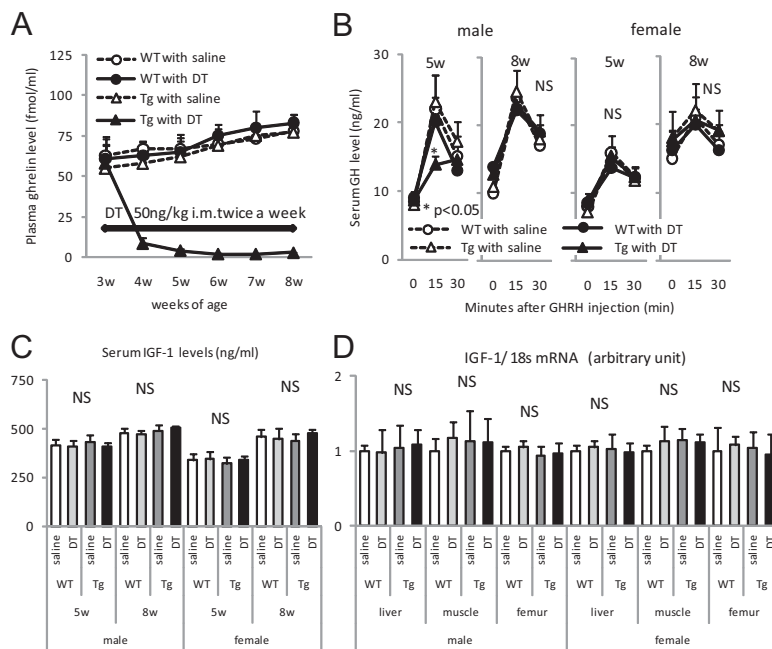 A
Plasma ghrelin level (fmol/ml)
125
100
75
50
25
0
WT with saline
WT with DT
Tg with saline
Tg with DT
DT 50ng/kg i.m.twice a week
3w 4w 5w 6w 7w 8w
weeks of age
B
male female
Serum GH level (ng/ml)
30
20
10
0
5w 8w 5w 8w
NS NS NS
*
* p<0.05
WT with saline WT with DT
Tg with saline Tg with DT
0 15 30 0 15 30 0 15 30 0 15 30
Minutes after GHRH injection (min)
C
Serum IGF-1 levels (ng/ml)
750
500
250
0
NS NS NS NS
saline DT saline DT saline DT saline DT saline DT saline DT saline DT saline DT
WT Tg WT Tg WT Tg WT Tg
5w 8w 5w 8w
male female
D
IGF-1/ 18s mRNA (arbitrary unit)
2
1
0
NS NS NS NS NS NS
saline DT saline DT saline DT saline DT saline DT saline DT saline DT saline DT saline DT saline DT saline DT saline DT
WT Tg WT Tg WT Tg WT Tg WT Tg WT Tg
liver muscle femur liver muscle femur
male female